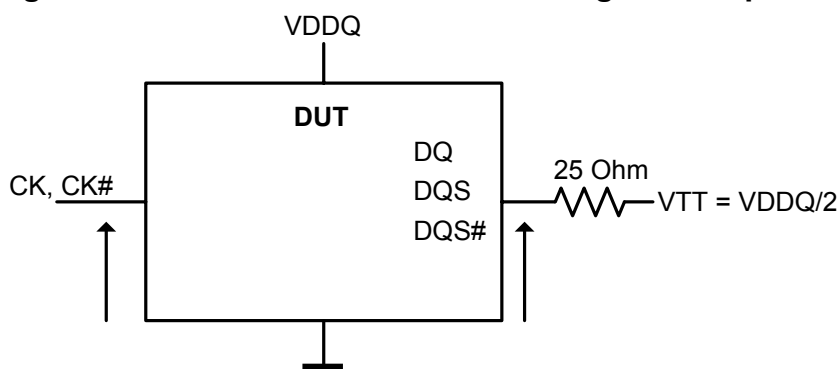 VDDQ
DUT
DQ
25 Ohm
CK, CK#
DQS
VTT = VDDQ/2
DQS#